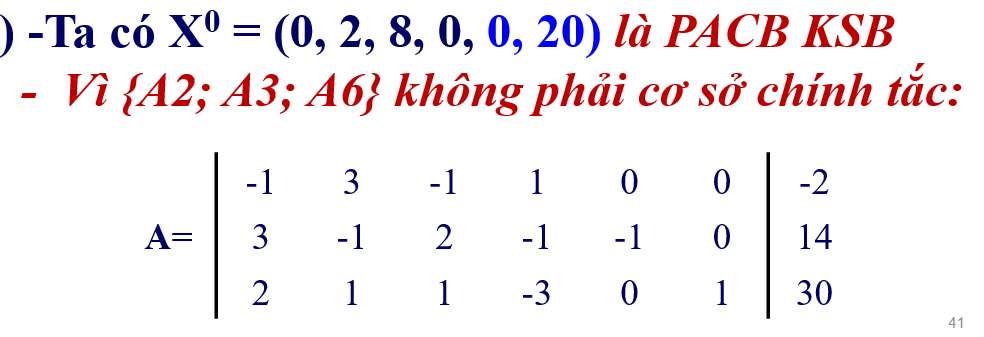 ) -Ta có X⁰ = (0, 2, 8, 0, 0, 20) là PACB KSB
- Vì {A2; A3; A6} không phải cơ sở chính tắc:
-1 3 -1 1 0 0 -2
A= 3 -1 2 -1 -1 0 14
2 1 1 -3 0 1 30
41